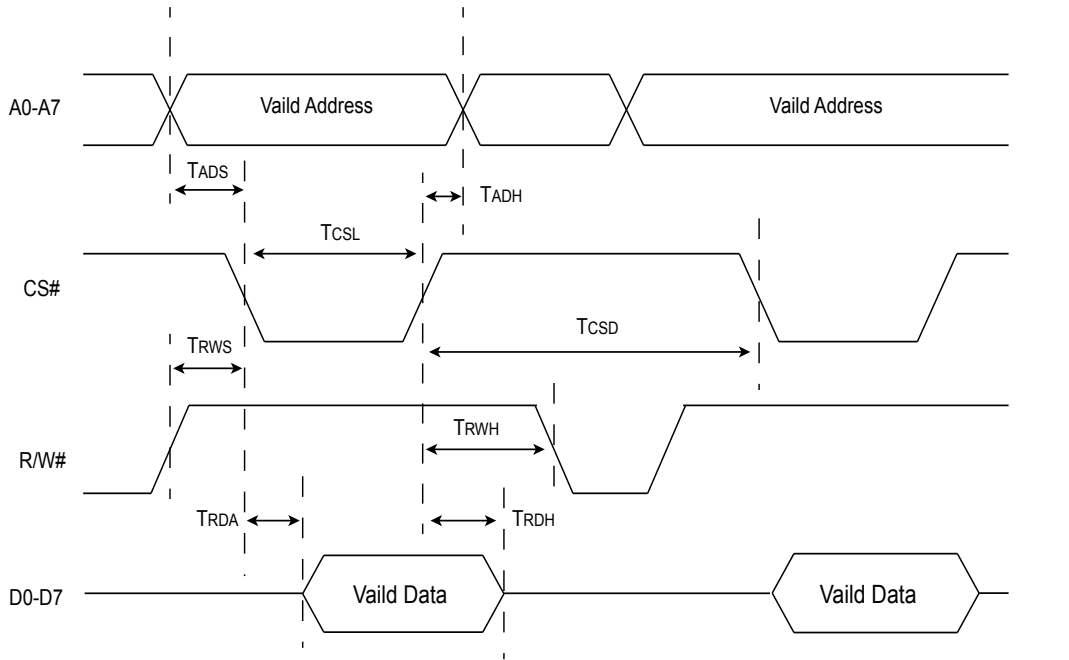 A0-A7
Vaild Address
Vaild Address
TADS
TADH
TCSL
CS#
TCSD
TRWS
TRWH
R/W#
TRDA
TRDH
D0-D7
Vaild Data
Vaild Data